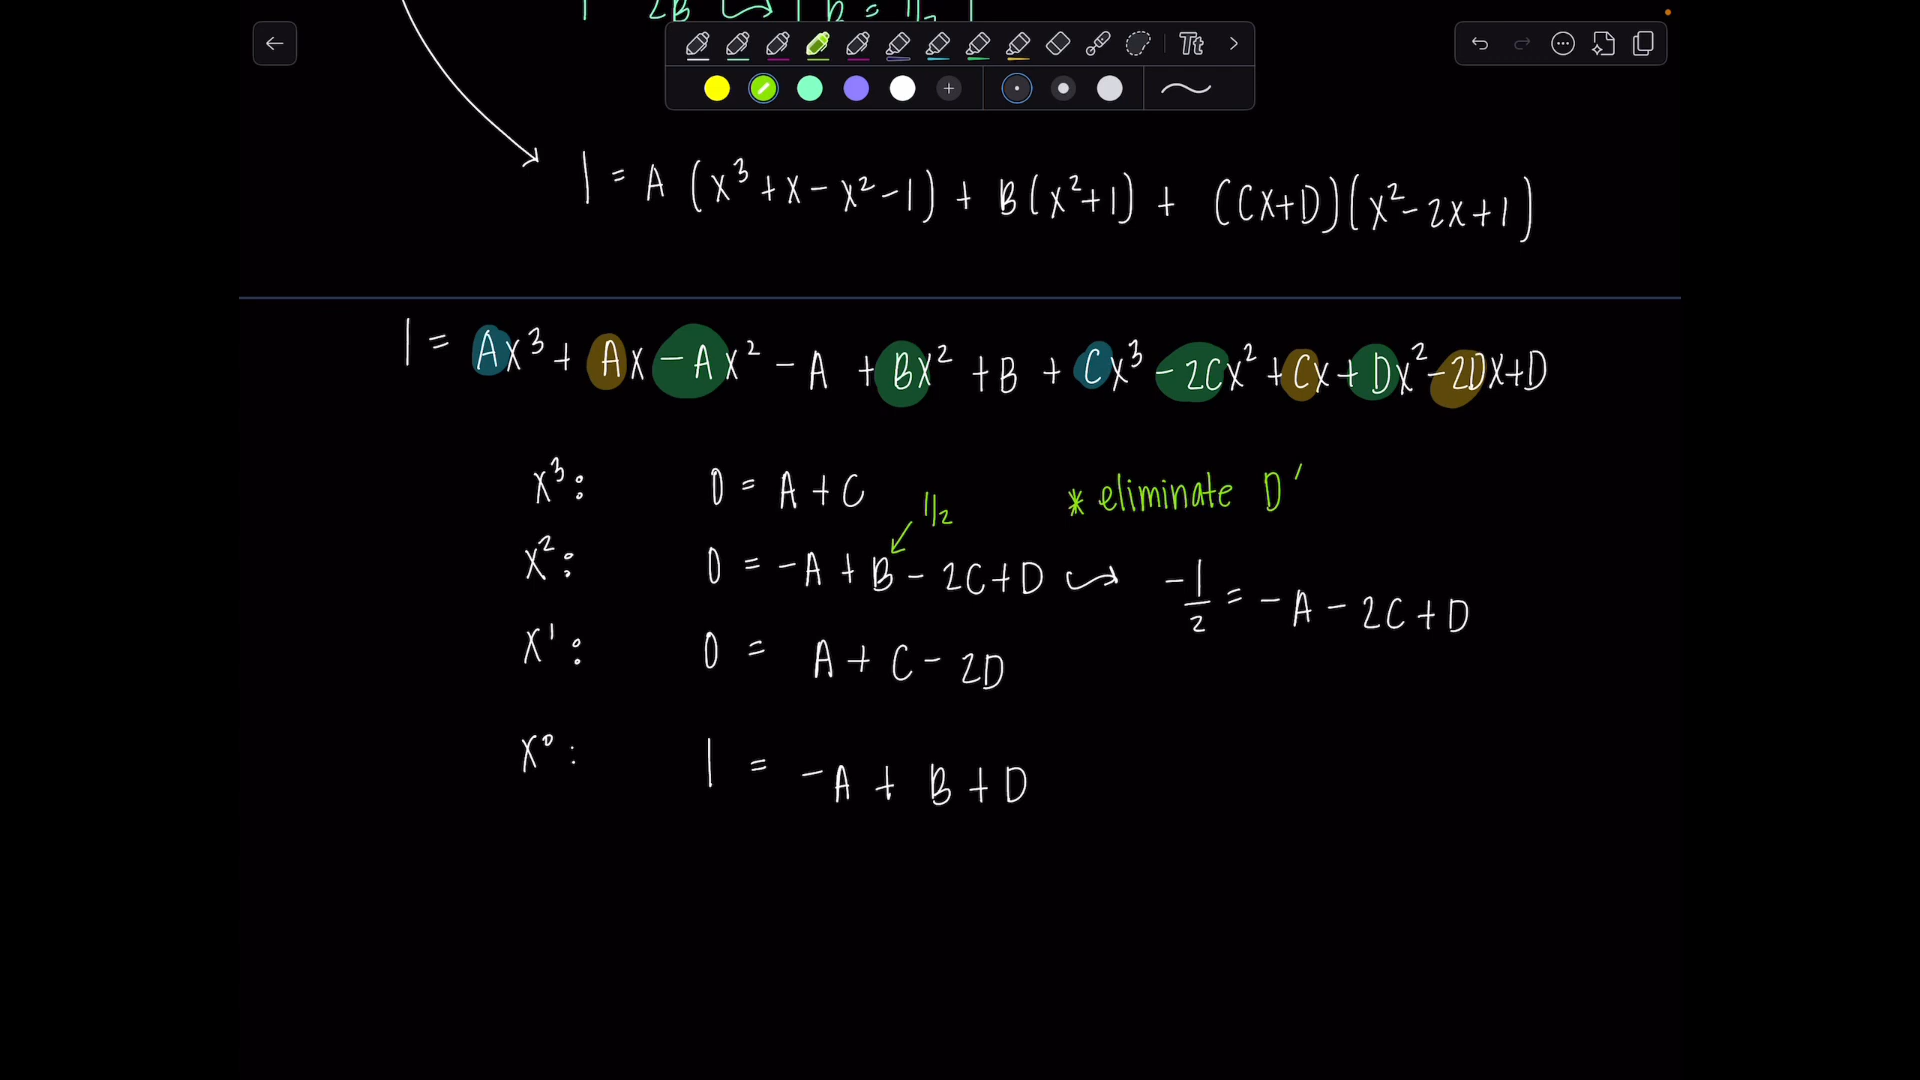 Tt
1 = A (x³ + x - x² - 1) + B(x² + 1) + (Cx + D)(x² - 2x + 1)
1 = Ax³ + Ax - Ax² - A + Bx² + B + Cx³ - 2Cx² + Cx + Dx² - 2Dx + D
x³: 0 = A + C * eliminate D'
1/2
x²: 0 = -A + B - 2C + D ↪ -1/2 = -A - 2C + D
x¹: 0 = A + C - 2D
x⁰: 1 = -A + B + D